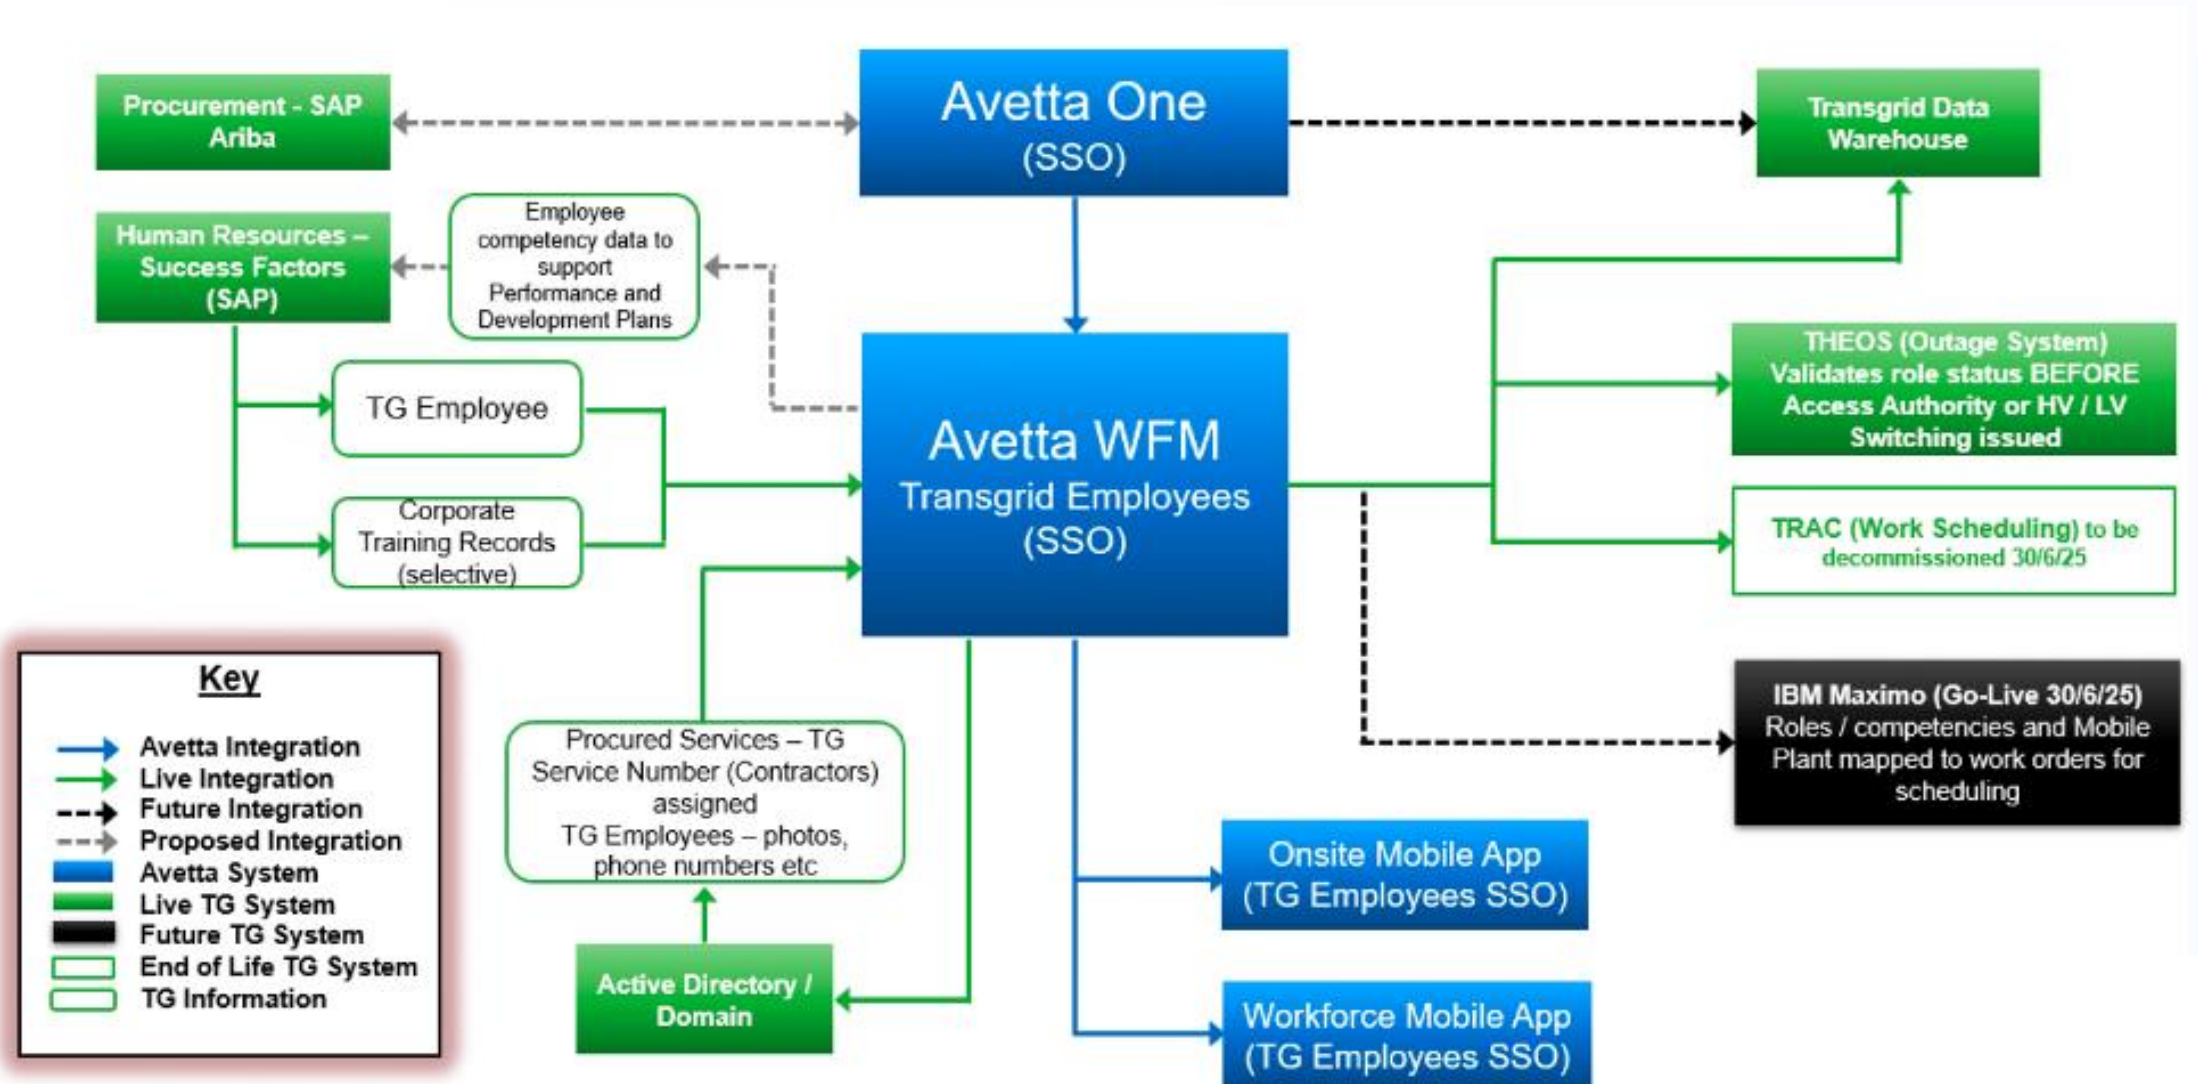 Procurement - SAP
Ariba
Avetta One
(SSO)
Transgrid Data
Warehouse
Human Resources –
Success Factors
(SAP)
Employee
competency data to
support
Performance and
Development Plans
TG Employee
Corporate
Training Records
(selective)
Avetta WFM
Transgrid Employees
(SSO)
THEOS (Outage System)
Validates role status BEFORE
Access Authority or HV / LV
Switching issued
TRAC (Work Scheduling) to be
decommissioned 30/6/25
IBM Maximo (Go-Live 30/6/25)
Roles / competencies and Mobile
Plant mapped to work orders for
scheduling
Procured Services – TG
Service Number (Contractors)
assigned
TG Employees – photos,
phone numbers etc
Active Directory /
Domain
Onsite Mobile App
(TG Employees SSO)
Workforce Mobile App
(TG Employees SSO)
Key
Avetta Integration
Live Integration
Future Integration
Proposed Integration
Avetta System
Live TG System
Future TG System
End of Life TG System
TG Information